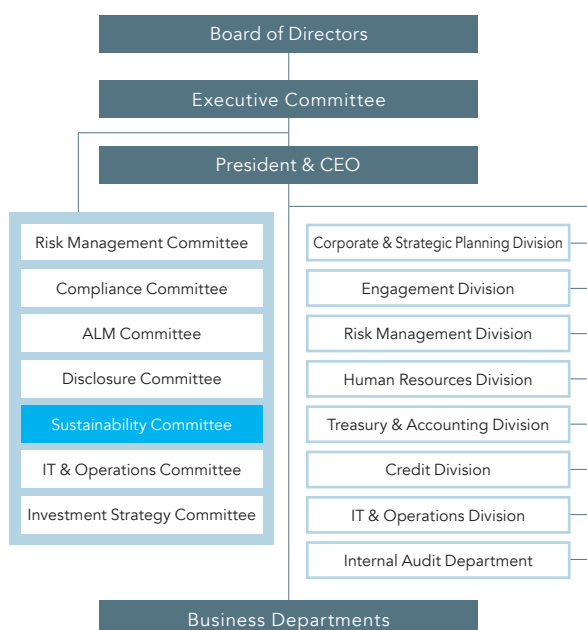 Board of Directors
Executive Committee
President & CEO
Risk Management Committee
Compliance Committee
ALM Committee
Disclosure Committee
Sustainability Committee
IT & Operations Committee
Investment Strategy Committee
Corporate & Strategic Planning Division
Engagement Division
Risk Management Division
Human Resources Division
Treasury & Accounting Division
Credit Division
IT & Operations Division
Internal Audit Department
Business Departments